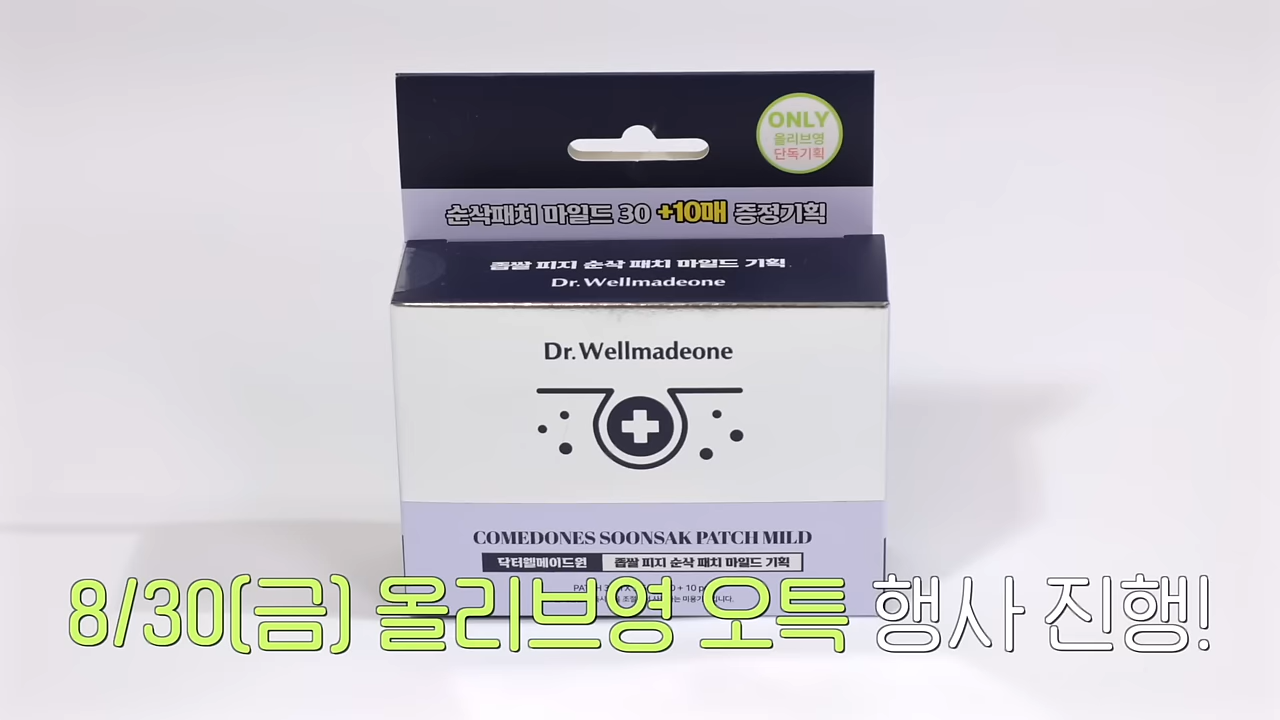 ONLY
올리브영
단독기획
순삭패치 마일드 30 +10매 증정기획
좁쌀 피지 순삭 패치 마일드 기획
Dr.Wellmadeone
Dr.Wellmadeone
COMEDONES SOONSAK PATCH MILD
닥터웰메이드원 좁쌀 피지 순삭 패치 마일드 기획
8/30(금) 올리브영 오특 행사 진행!